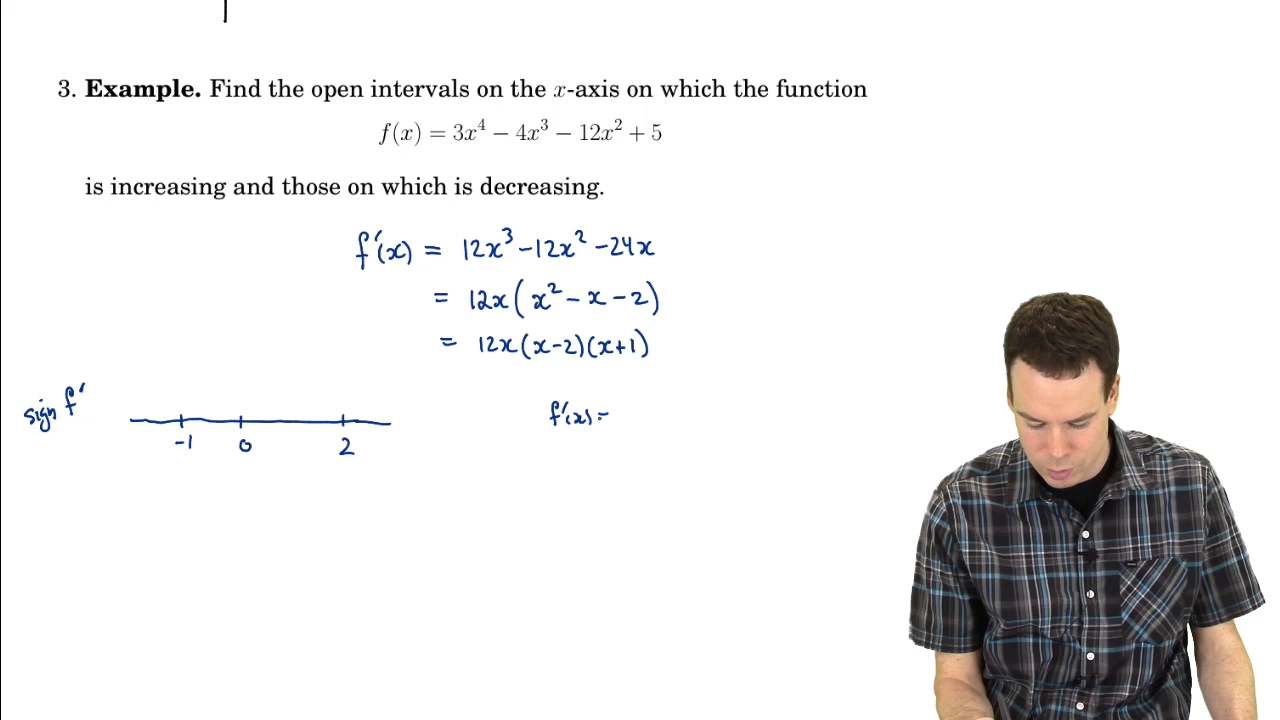 3. Example. Find the open intervals on the x-axis on which the function
f(x) = 3x⁴ − 4x³ − 12x² + 5
is increasing and those on which is decreasing.
f'(x) = 12x³ − 12x² − 24x
= 12x(x² − x − 2)
= 12x(x−2)(x+1)
sign f'
-1 0 2
f'(x) =